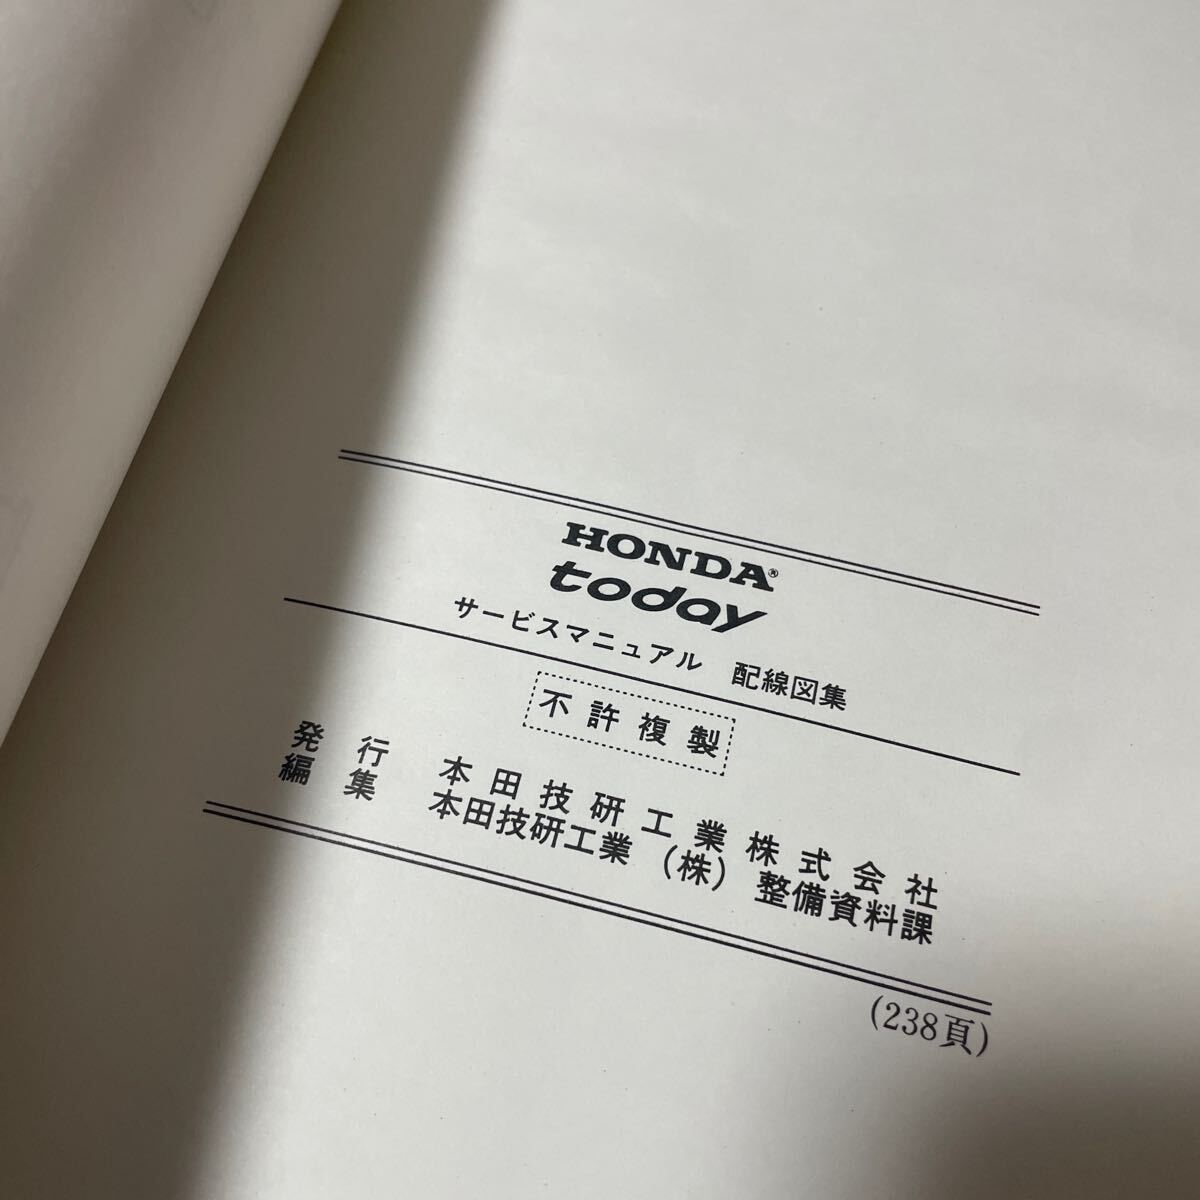 HONDA®
today
サービスマニュアル 配線図集
不許複製
発行 本田技研工業株式会社
編集 本田技研工業(株)整備資料課
(238頁)